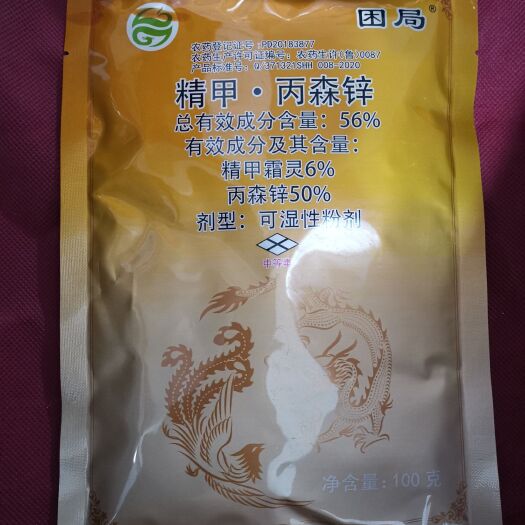 困局®
农药登记证号:PD20183877
农药生产许可证编号:农药生许(鲁)0087
产品标准号:Q/371321SHH 008-2020
精甲·丙森锌
总有效成分含量:56%
有效成分及其含量:
精甲霜灵6%
丙森锌50%
剂型:可湿性粉剂
中等毒
净含量:100克